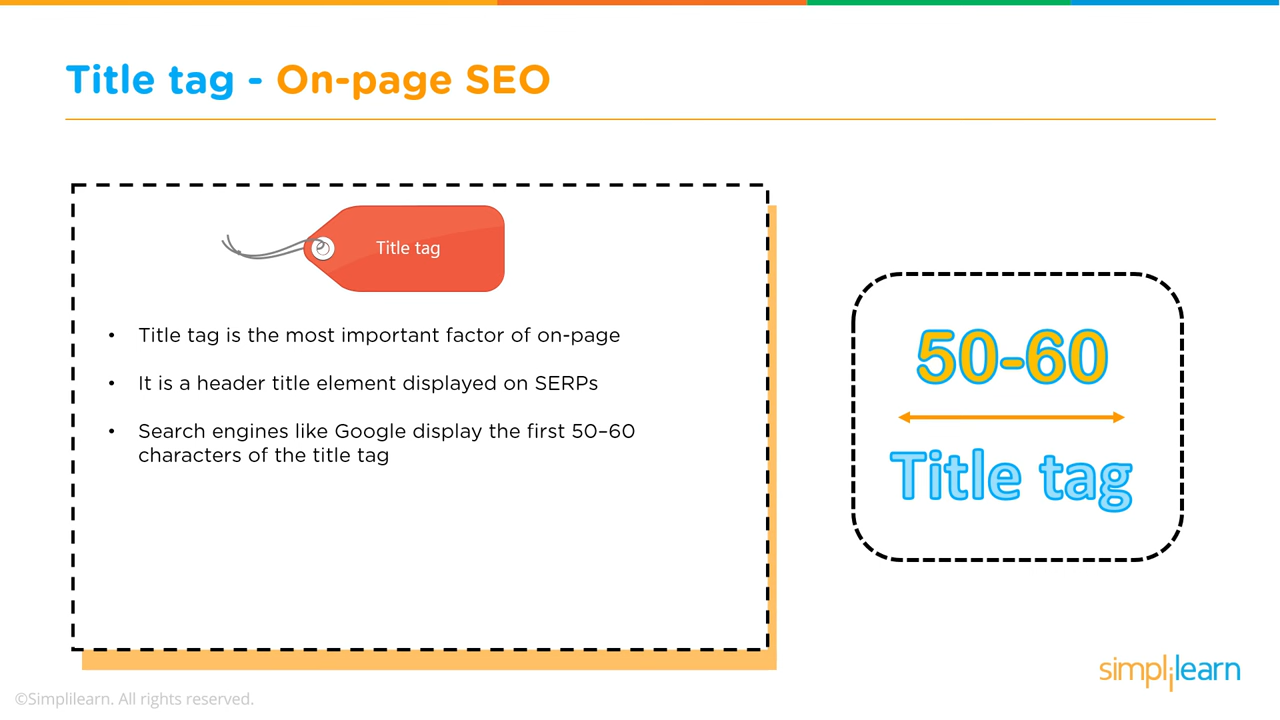 Title tag - On-page SEO
Title tag
• Title tag is the most important factor of on-page
• It is a header title element displayed on SERPs
• Search engines like Google display the first 50–60
characters of the title tag
50-60
Title tag
simplilearn
©Simplilearn. All rights reserved.